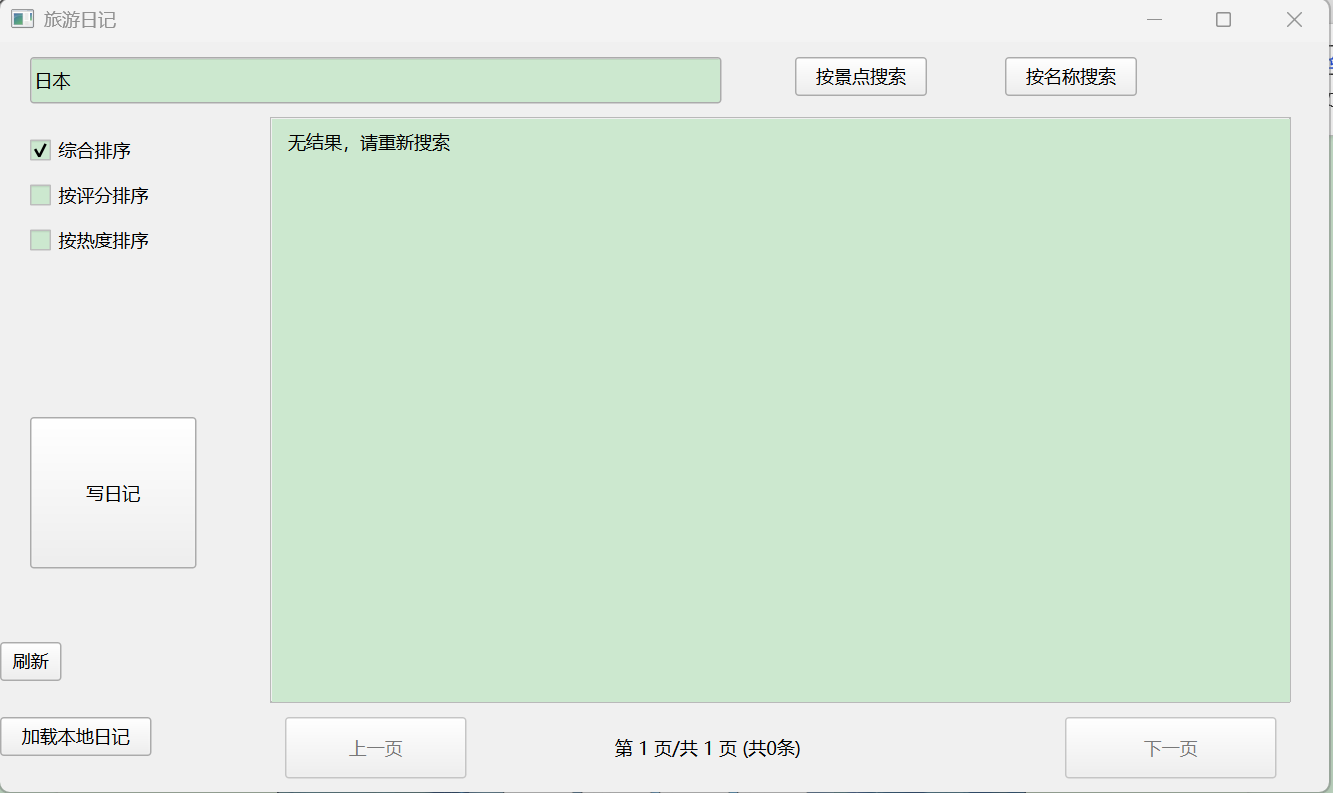 旅游日记
日本
按景点搜索
按名称搜索
综合排序
按评分排序
按热度排序
无结果，请重新搜索
写日记
刷新
加载本地日记
上一页
第 1 页/共 1 页 (共0条)
下一页